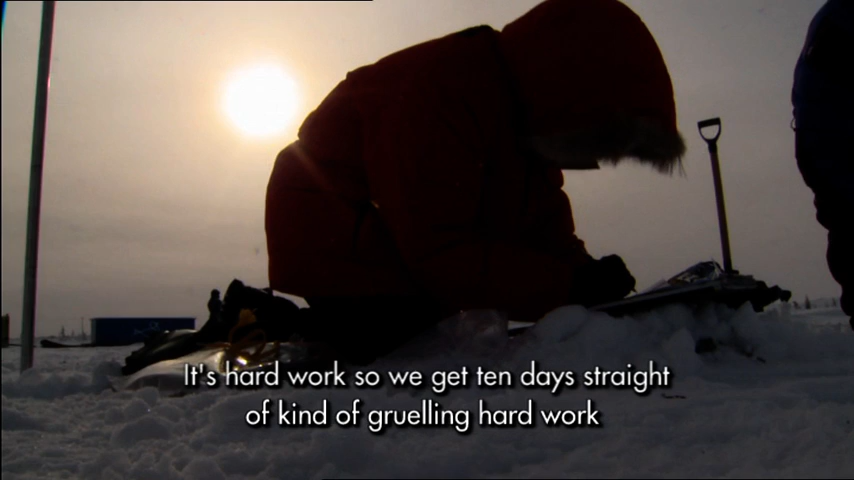 It's hard work so we get ten days straight
of kind of gruelling hard work